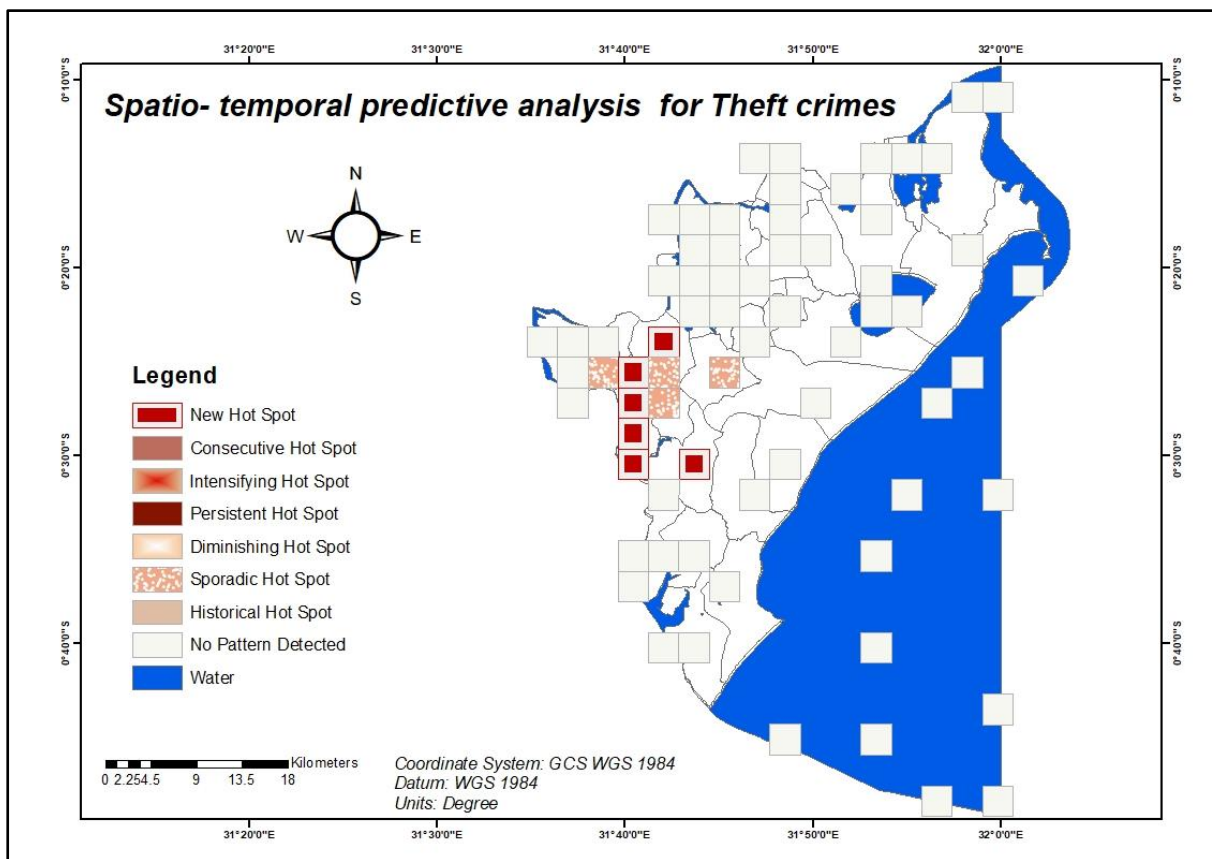 31°20'0"E 31°30'0"E 31°40'0"E 31°50'0"E 32°0'0"E
Spatio- temporal predictive analysis for Theft crimes
N
W E
S
0°10'0"S 0°10'0"S
0°20'0"S 0°20'0"S
0°30'0"S 0°30'0"S
0°40'0"S 0°40'0"S
Legend
New Hot Spot
Consecutive Hot Spot
Intensifying Hot Spot
Persistent Hot Spot
Diminishing Hot Spot
Sporadic Hot Spot
Historical Hot Spot
No Pattern Detected
Water
Kilometers
0 2.254.5 9 13.5 18
Coordinate System: GCS WGS 1984
Datum: WGS 1984
Units: Degree
31°20'0"E 31°30'0"E 31°40'0"E 31°50'0"E 32°0'0"E